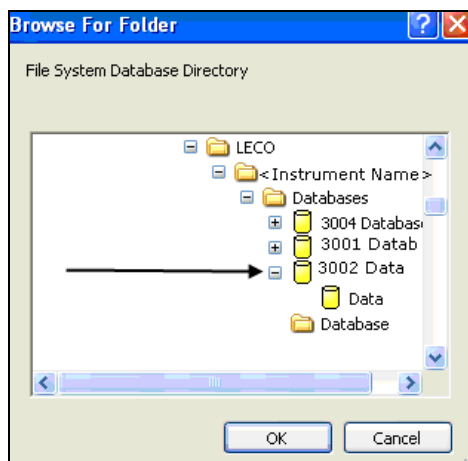 Browse For Folder
File System Database Directory
LECO
<Instrument Name>
Databases
3004 Databas
3001 Datab
3002 Data
Data
Database
OK Cancel